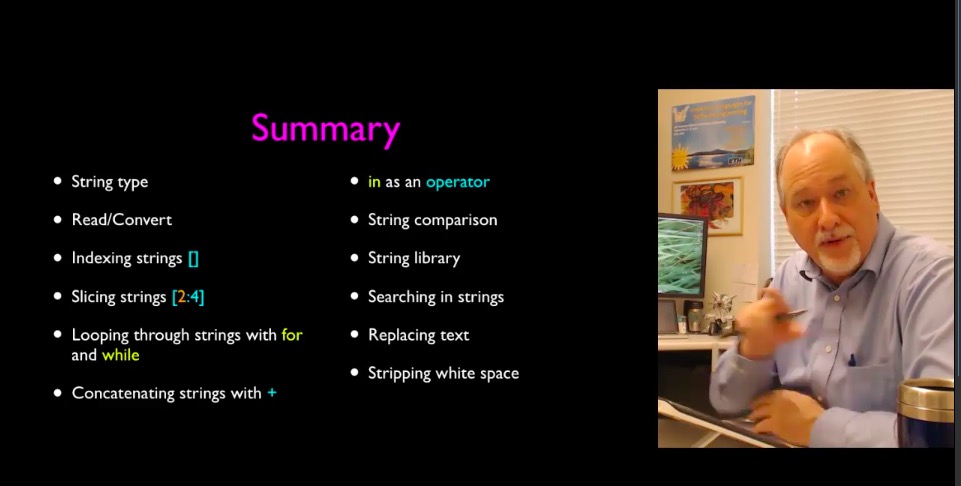 Summary
String type
Read/Convert
Indexing strings []
Slicing strings [2:4]
Looping through strings with for
and while
Concatenating strings with +
in as an operator
String comparison
String library
Searching in strings
Replacing text
Stripping white space